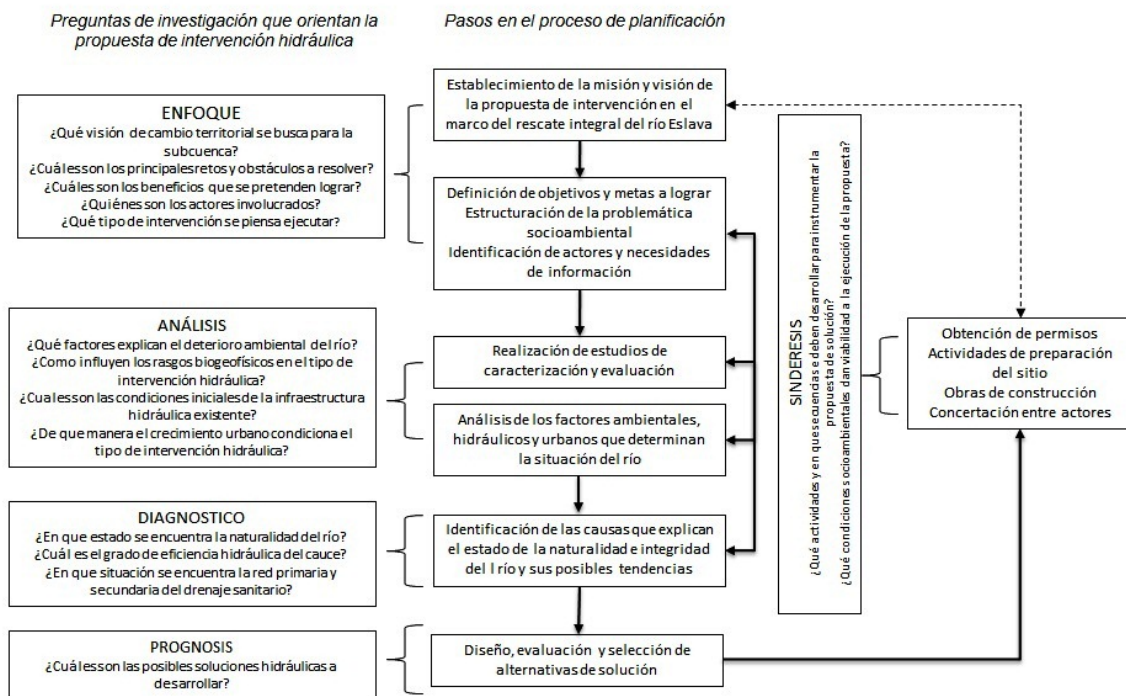 Preguntas de investigación que orientan la
propuesta de intervención hidráulica
Pasos en el proceso de planificación
ENFOQUE
¿Qué visión de cambio territorial se busca para la
subcuenca?
¿Cuálesson los principalesretos y obstáculos a resolver?
¿Cuáles son los beneficios que se pretenden lograr?
¿Quiénes son los actores involucrados?
¿Qué tipo de intervención se piensa ejecutar?
Establecimiento de la misión y visión de
la propuesta de intervención en el
marco del rescate integral del río Eslava
Definición de objetivos y metas a lograr
Estructuración de la problemática
socioambiental
Identificación de actores y necesidades
de información
ANÁLISIS
¿Qué factores explican el deterioro ambiental del río?
¿Como influyen los rasgos biogeofísicos en el tipo de
intervención hidráulica?
¿Cualesson las condiciones iniciales de la infraestructura
hidráulica existente?
¿De que manera el crecimiento urbano condiciona el
tipo de intervención hidráulica?
Realización de estudios de
caracterización y evaluación
Análisis de los factores ambientales,
hidráulicos y urbanos que determinan
la situación del río
DIAGNOSTICO
¿En que estado se encuentra la naturalidad del río?
¿Cuál es el grado de eficiencia hidráulica del cauce?
¿En que situación se encuentra la red primaria y
secundaria del drenaje sanitario?
Identificación de las causas que explican
el estado de la naturalidad e integridad
del l río y sus posibles tendencias
PROGNOSIS
¿Cuálesson las posibles soluciones hidráulicas a
desarrollar?
Diseño, evaluación y selección de
alternativas de solución
SINDERESIS
¿Qué actividades y en que secuencias e deben desarrollar para instrumentar la
propuesta de solución?
¿Qué condiciones socioambientales dan viabilidad a la ejecución de la propuesta?
Obtención de permisos
Actividades de preparación
del sitio
Obras de construcción
Concertación entre actores